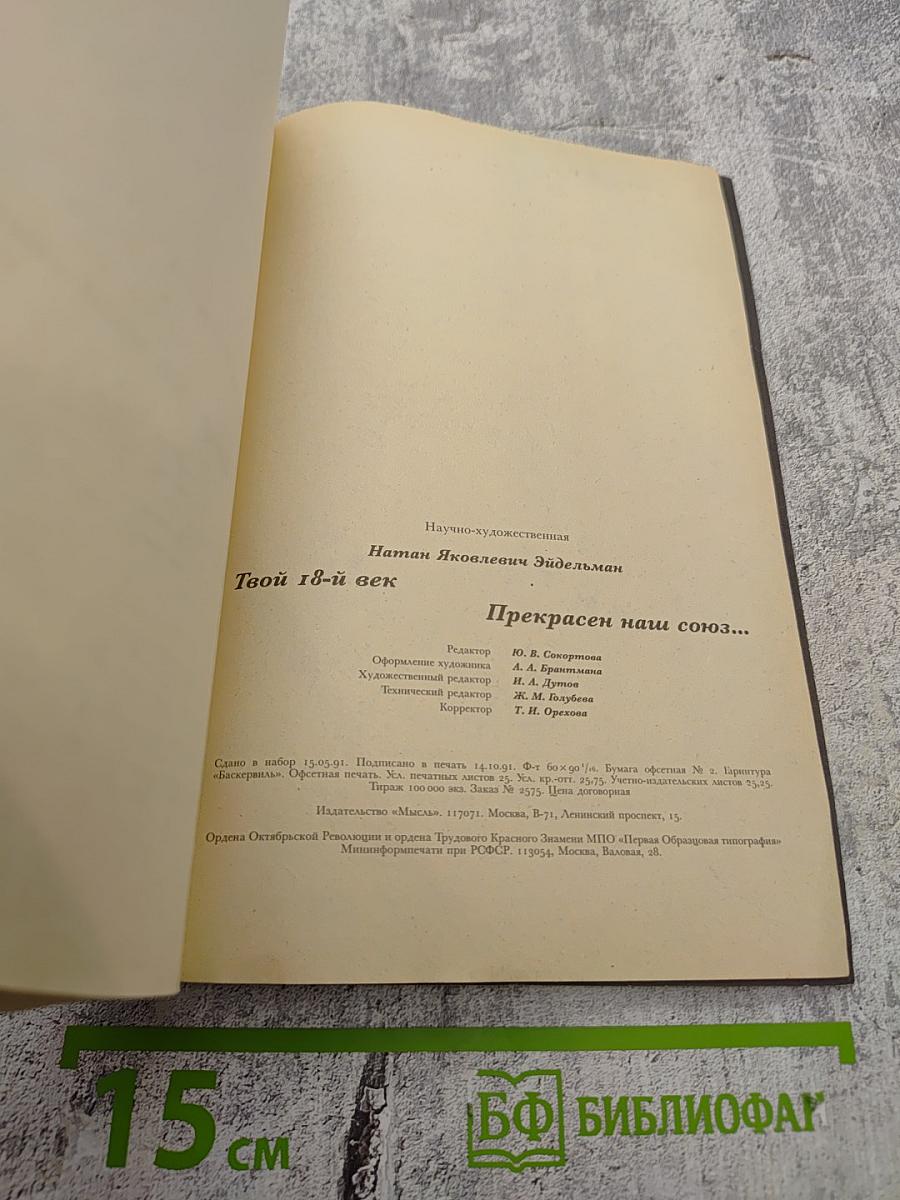 Научно-художественная
Натан Яковлевич Эйдельман
Твой 18-й век
Прекрасен наш союз...
Редактор Ю. В. Сокортова
Оформление художника А. А. Брантмана
Художественный редактор И. А. Дутов
Технический редактор Ж. М. Голубева
Корректор Т. И. Орехова
Сдано в набор 15.05.91. Подписано в печать 14.10.91. Ф-т 60×90 1/16. Бумага офсетная № 2. Гарнитура
«Баскервиль». Офсетная печать. Усл. печатных листов 25. Усл. кр.-отт. 25,75. Учетно-издательских листов 25,25.
Тираж 100 000 экз. Заказ № 2575. Цена договорная
Издательство «Мысль». 117071. Москва, В-71, Ленинский проспект, 15.
Ордена Октябрьской Революции и ордена Трудового Красного Знамени МПО «Первая Образцовая типография»
Мининформпечати при РСФСР. 113054, Москва, Валовая, 28.
15 см
БФ БИБЛИОФАГ